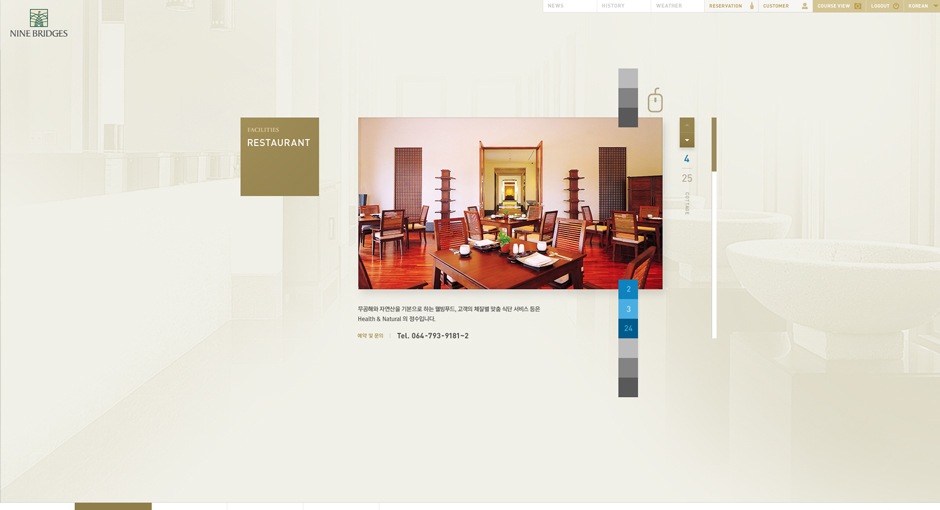 NINE BRIDGES
NEWS
HISTORY
WEATHER
RESERVATION
CUSTOMER
COURSE VIEW
LOGOUT
KOREAN
FACILITIES
RESTAURANT
4
25
COTTAGE
2
3
24
무공해와 자연산을 기본으로 하는 웰빙푸드, 고객의 체질별 맞춤 식단 서비스 등은
Health & Natural 의 정수입니다.
예약 및 문의 | Tel. 064-793-9181~2